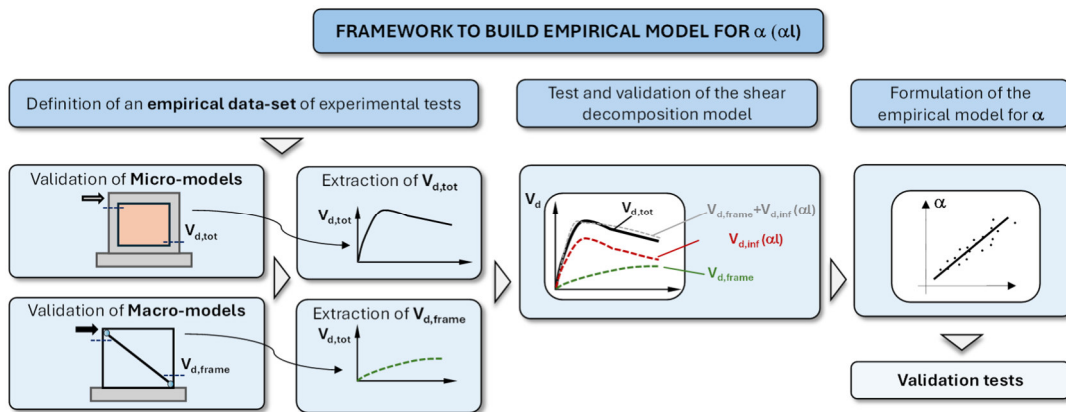 FRAMEWORK TO BUILD EMPIRICAL MODEL FOR α (αl)
Definition of an empirical data-set of experimental tests
Test and validation of the shear
decomposition model
Formulation of the
empirical model for α
Validation of Micro-models
V_d,tot
Extraction of V_d,tot
V_d,tot
Validation of Macro-models
V_d,frame
Extraction of V_d,frame
V_d,tot
V_d
V_d,tot
V_d,frame+V_d,inf(αl)
V_d,inf(αl)
V_d,frame
α
Validation tests